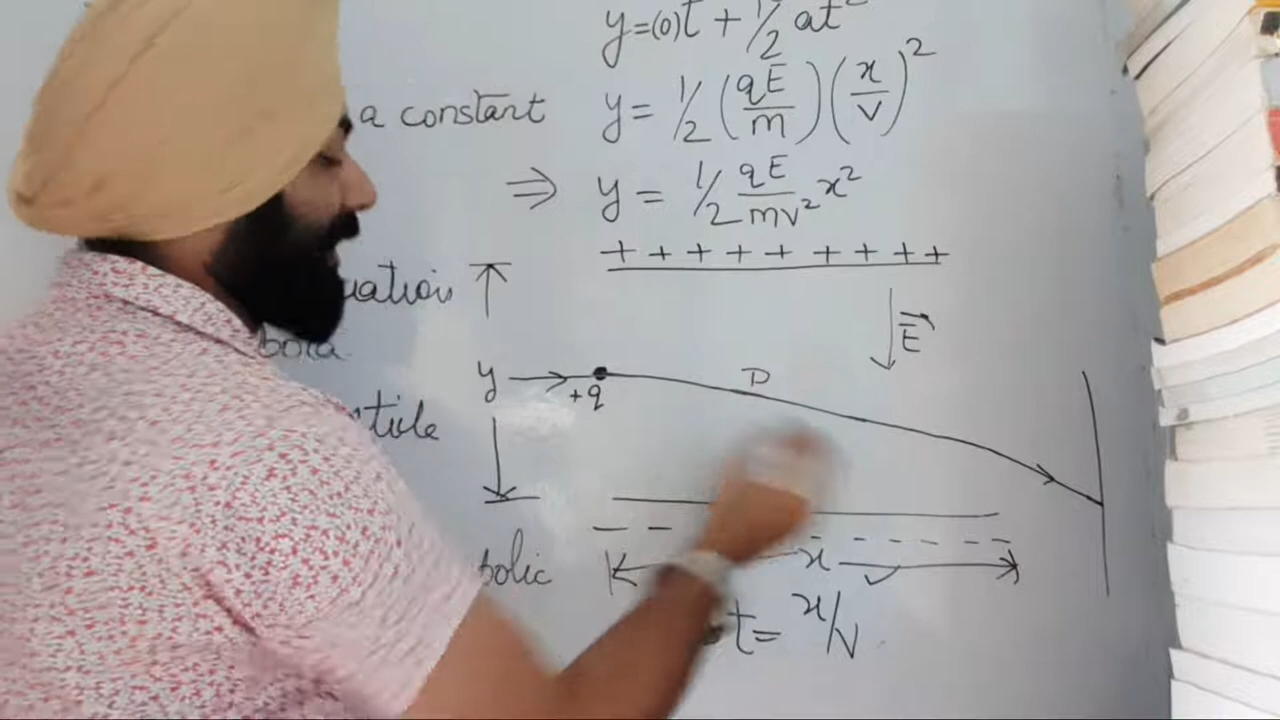 y=(0)t + 1/2 at²
a constant
y= 1/2 (qE/m)(x/v)²
⇒ y = 1/2 qE/mv² x²
+ + + + + + + + +
E
y
+q
x
t= x/v